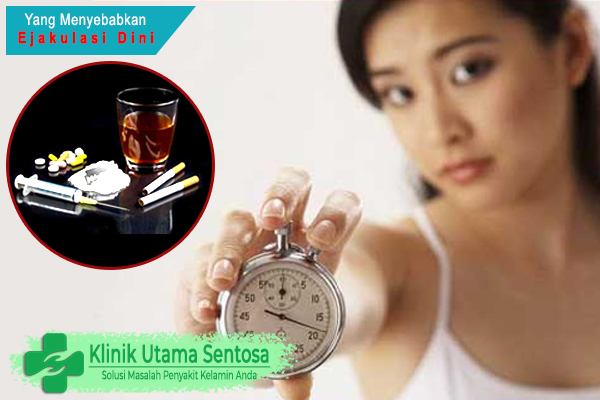 Yang Menyebabkan
Ejakulasi Dini
Klinik Utama Sentosa
Solusi Masalah Penyakit Kelamin Anda